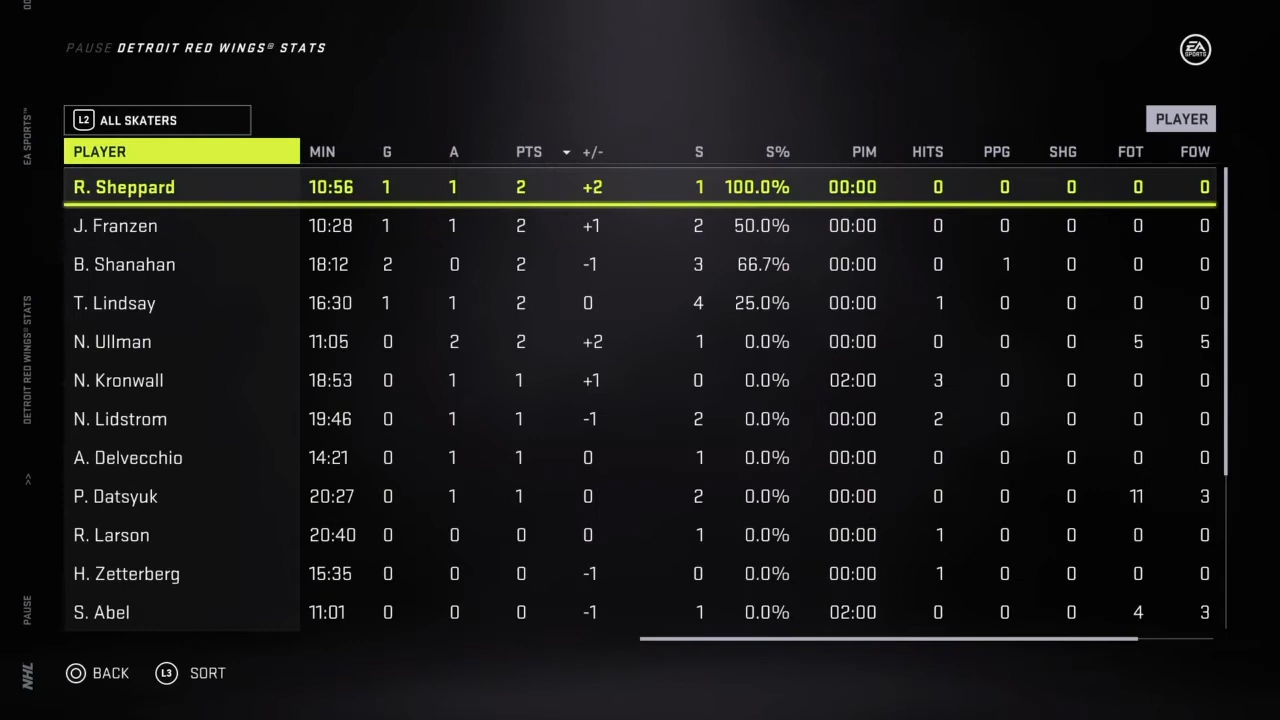 PAUSE DETROIT RED WINGS® STATS
EA SPORTS
L2 ALL SKATERS
PLAYER
PLAYER MIN G A PTS +/- S S% PIM HITS PPG SHG FOT FOW
R. Sheppard 10:56 1 1 2 +2 1 100.0% 00:00 0 0 0 0 0
J. Franzen 10:28 1 1 2 +1 2 50.0% 00:00 0 0 0 0 0
B. Shanahan 18:12 2 0 2 -1 3 66.7% 00:00 0 1 0 0 0
T. Lindsay 16:30 1 1 2 0 4 25.0% 00:00 1 0 0 0 0
N. Ullman 11:05 0 2 2 +2 1 0.0% 00:00 0 0 0 5 5
N. Kronwall 18:53 0 1 1 +1 0 0.0% 02:00 3 0 0 0 0
N. Lidstrom 19:46 0 1 1 -1 2 0.0% 00:00 2 0 0 0 0
A. Delvecchio 14:21 0 1 1 0 1 0.0% 00:00 0 0 0 0 0
P. Datsyuk 20:27 0 1 1 0 2 0.0% 00:00 0 0 0 11 3
R. Larson 20:40 0 0 0 0 1 0.0% 00:00 1 0 0 0 0
H. Zetterberg 15:35 0 0 0 -1 0 0.0% 00:00 1 0 0 0 0
S. Abel 11:01 0 0 0 -1 1 0.0% 02:00 0 0 0 4 3
BACK L3 SORT
NHL PAUSE >> DETROIT RED WINGS® STATS EA SPORTS™